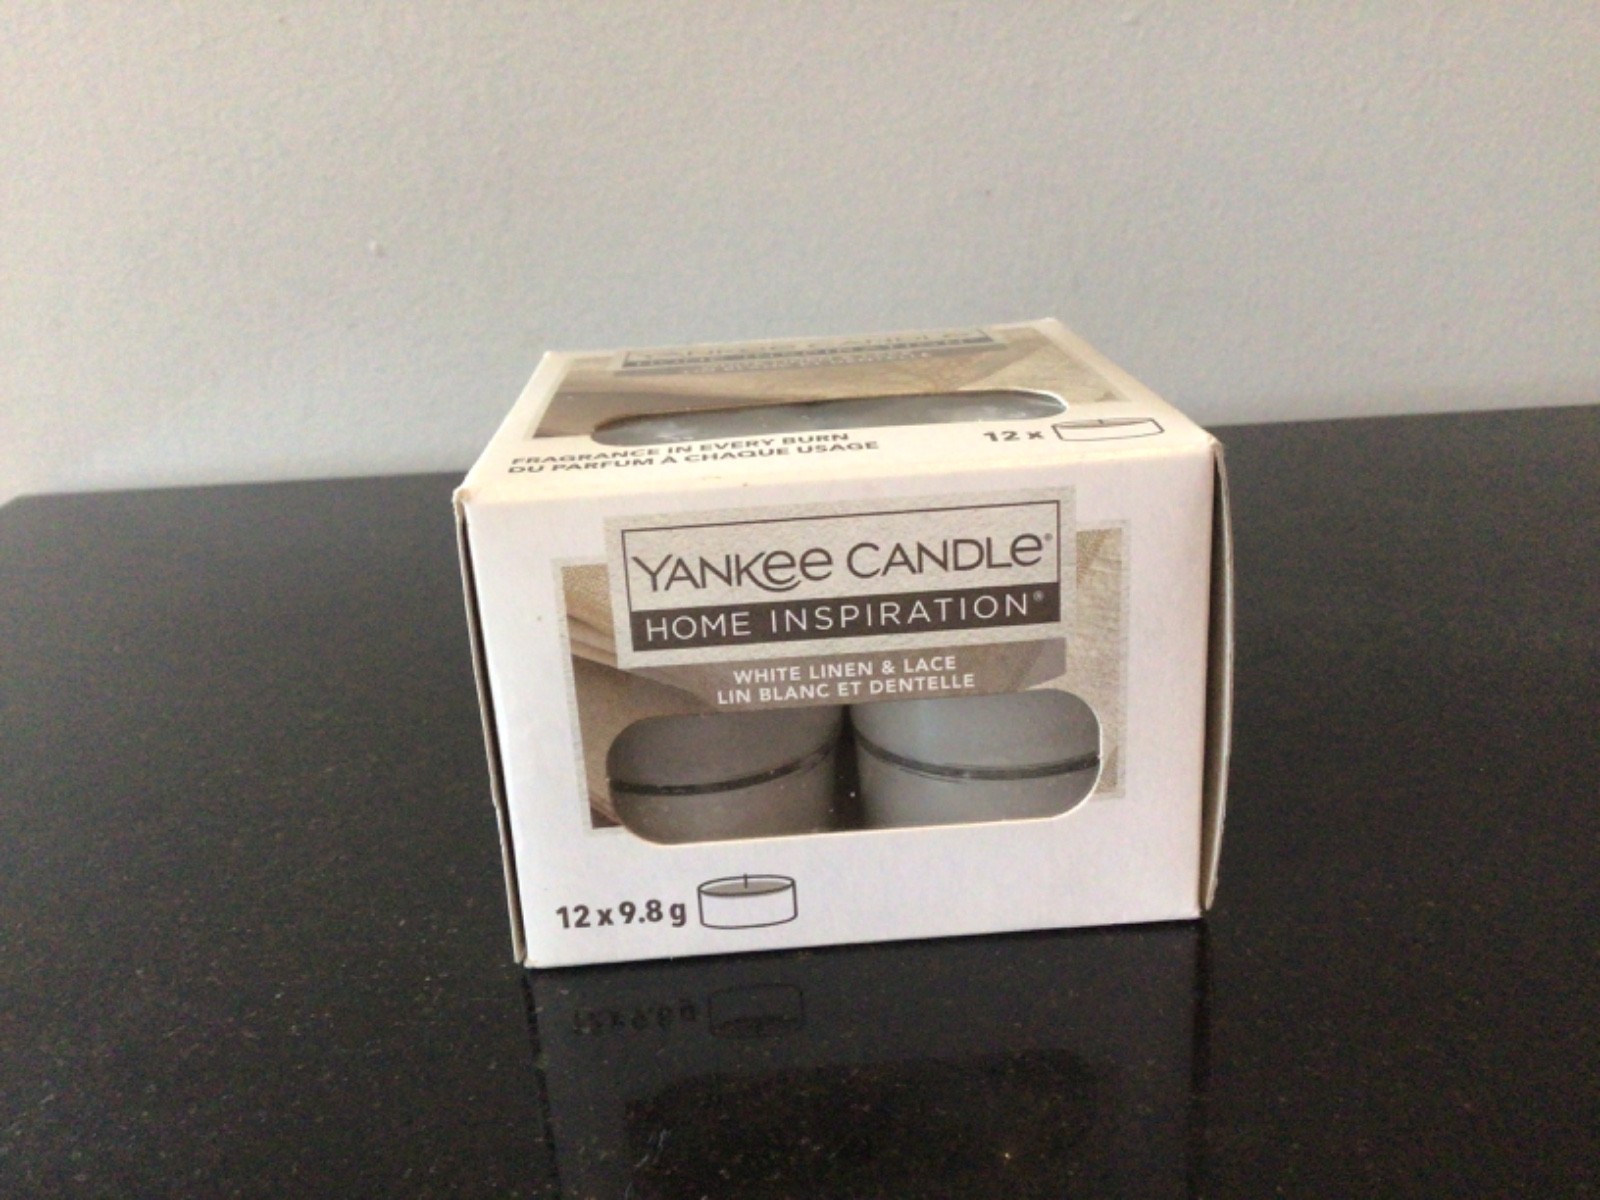 FRAGRANCE IN EVERY BURN
DU PARFUM À CHAQUE USAGE
12 x
YANKee CANDLe®
HOME INSPIRATION®
WHITE LINEN & LACE
LIN BLANC ET DENTELLE
12 x 9.8 g